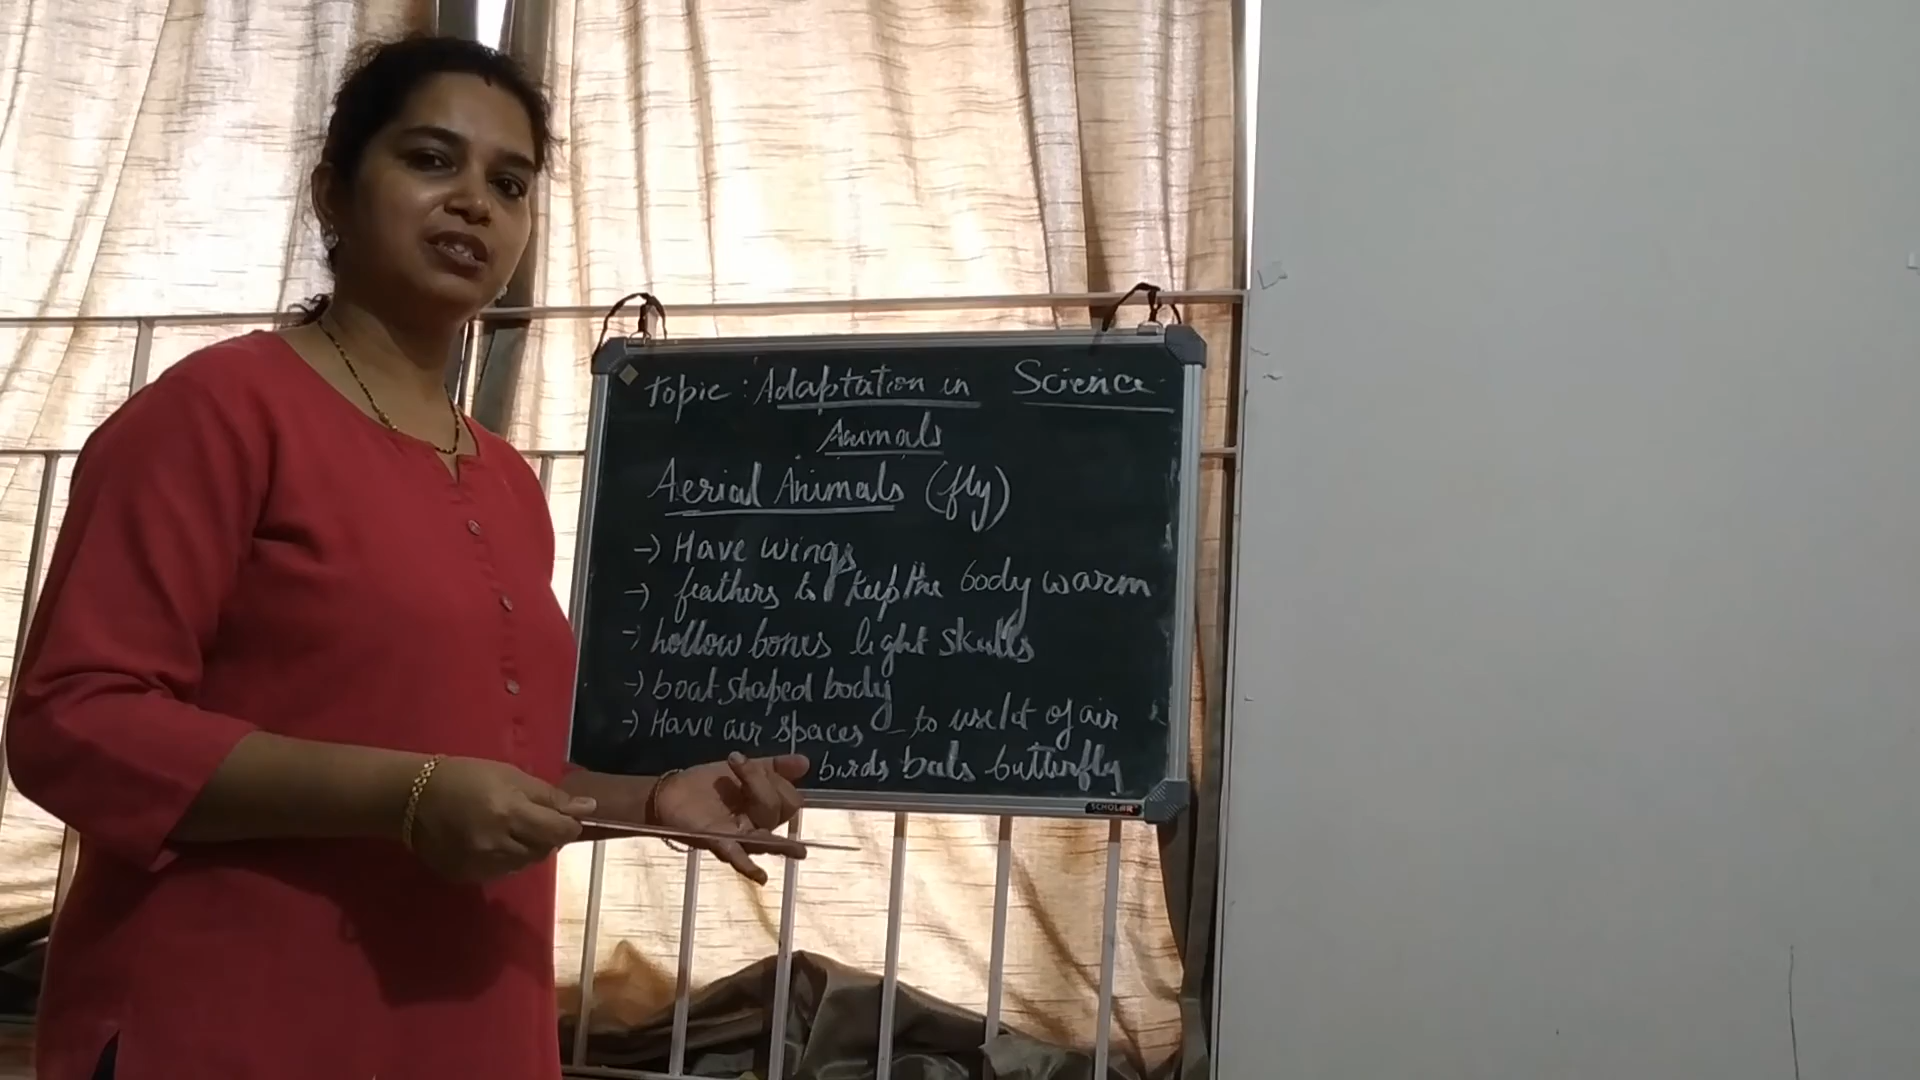 Topic : Adaptation in Science
Animals
Aerial Animals (fly)
→ Have wings
→ feathers to keep the body warm
→ hollow bones light skulls
→ boat shaped body
→ Have air spaces – to use lot of air
birds bats butterfly
SCHOLAR